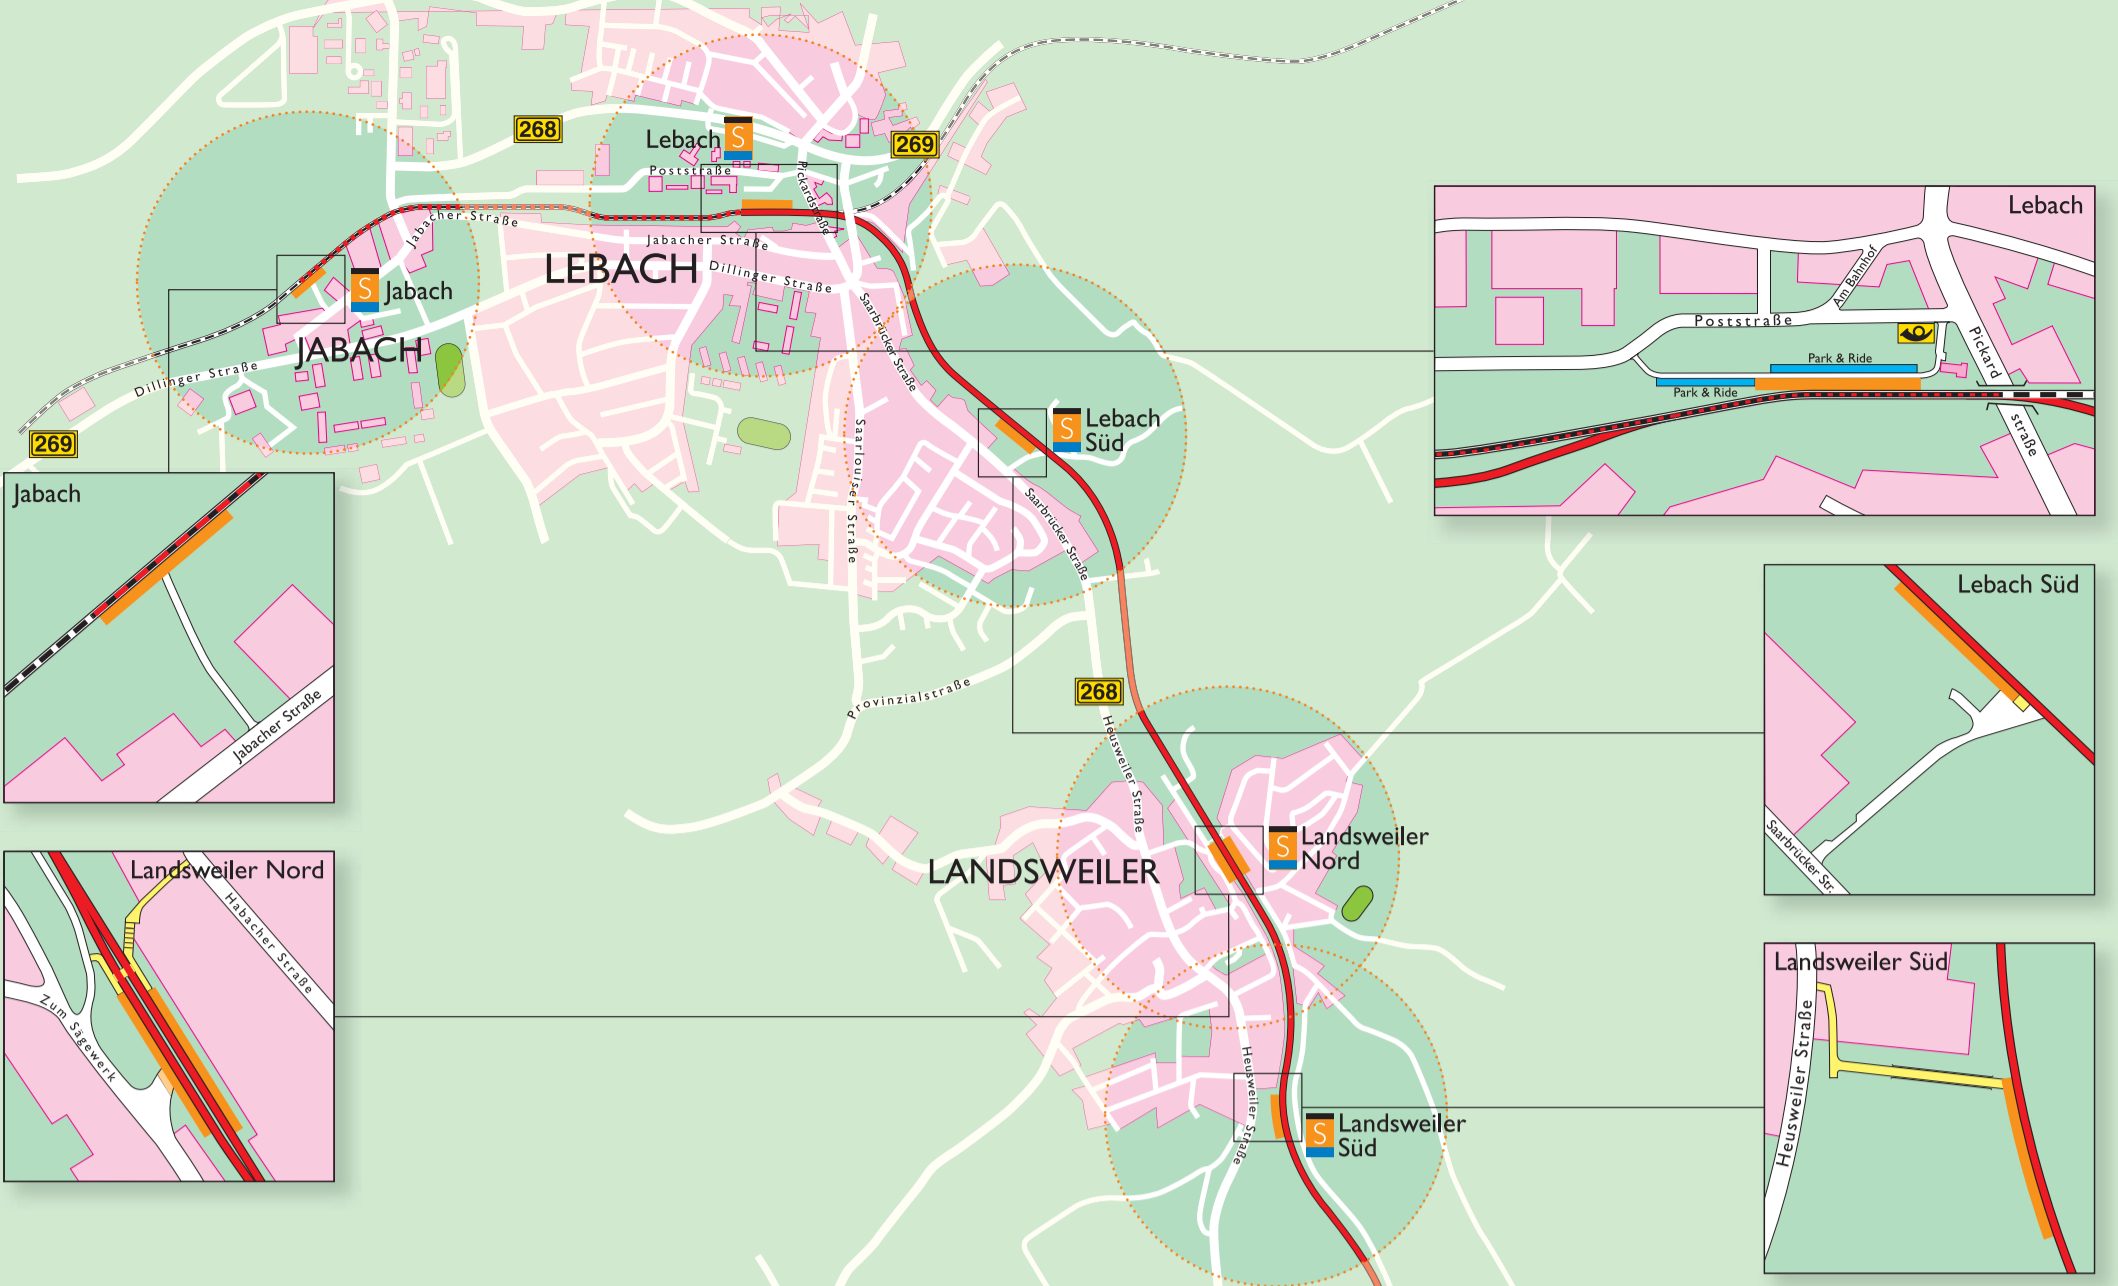 268
Lebach
S
269
Poststraße
Pickardstraße
Jabacher Straße
Jabacher Straße
LEBACH
Dillinger Straße
S
Jabach
JABACH
Dillinger Straße
269
Saarbrücker Straße
Saarlouiser Straße
S
Lebach
Süd
Saarbrücker Straße
Provinzialstraße
268
Heusweiler Straße
LANDSWEILER
S
Landsweiler
Nord
Heusweiler Straße
S
Landsweiler
Süd
Lebach
Am Bahnhof
Poststraße
Pickard
straße
Park & Ride
Park & Ride
Jabach
Jabacher Straße
Lebach Süd
Saarbrücker Str.
Landsweiler Nord
Habacher Straße
Zum Sägewerk
Landsweiler Süd
Heusweiler Straße